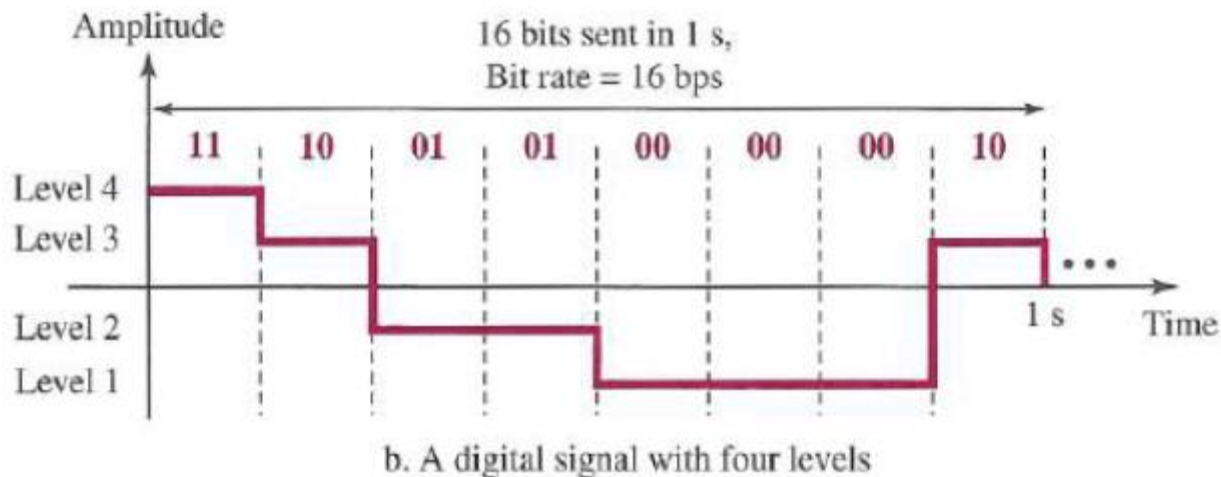 Amplitude
16 bits sent in 1 s,
Bit rate = 16 bps
11 10 01 01 00 00 00 10
Level 4
Level 3
Level 2
Level 1
1 s
Time
b. A digital signal with four levels